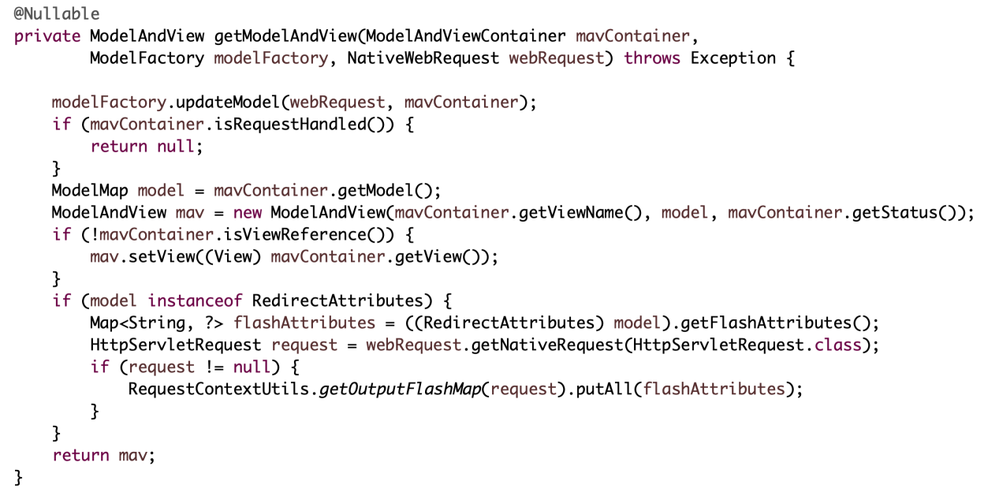 @Nullable
private ModelAndView getModelAndView(ModelAndViewContainer mavContainer,
        ModelFactory modelFactory, NativeWebRequest webRequest) throws Exception {

    modelFactory.updateModel(webRequest, mavContainer);
    if (mavContainer.isRequestHandled()) {
        return null;
    }
    ModelMap model = mavContainer.getModel();
    ModelAndView mav = new ModelAndView(mavContainer.getViewName(), model, mavContainer.getStatus());
    if (!mavContainer.isViewReference()) {
        mav.setView((View) mavContainer.getView());
    }
    if (model instanceof RedirectAttributes) {
        Map<String, ?> flashAttributes = ((RedirectAttributes) model).getFlashAttributes();
        HttpServletRequest request = webRequest.getNativeRequest(HttpServletRequest.class);
        if (request != null) {
            RequestContextUtils.getOutputFlashMap(request).putAll(flashAttributes);
        }
    }
    return mav;
}